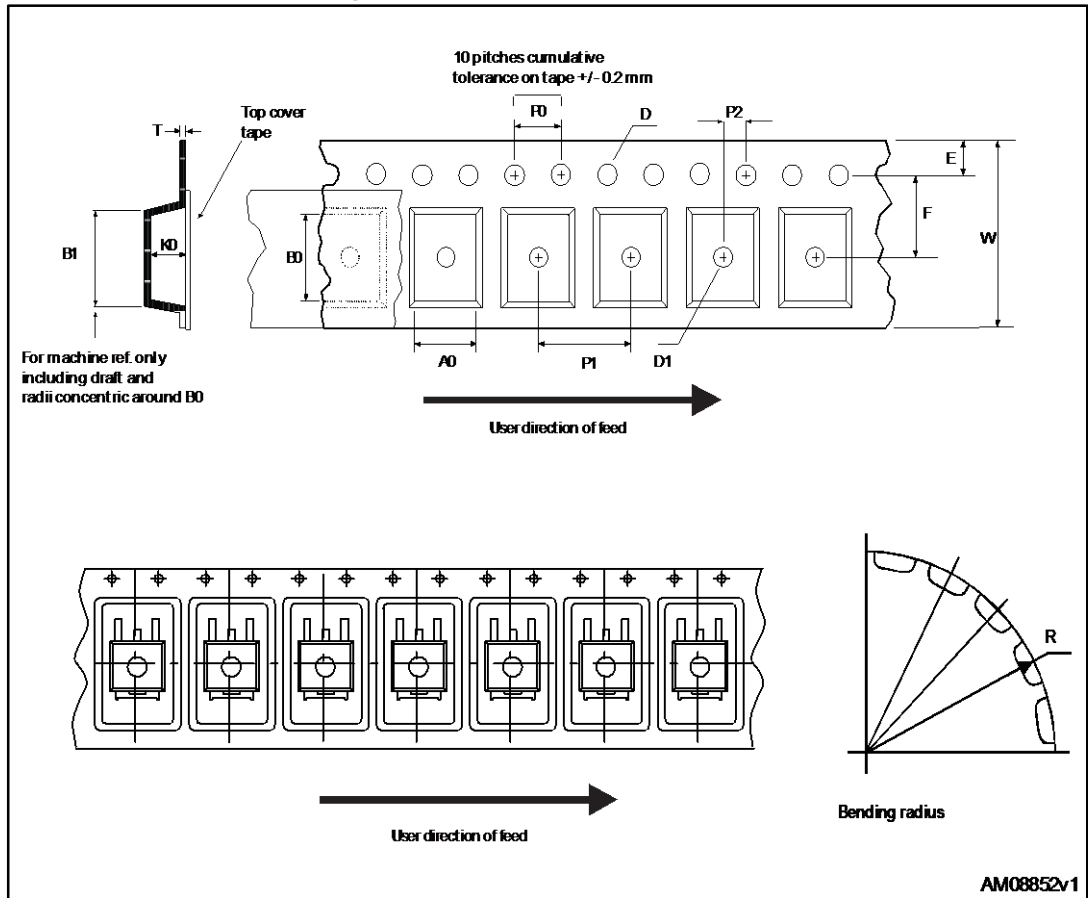 10 pitches cumulative
tolerance on tape +/- 0.2 mm
Top cover
tape
T
P0
D
P2
E
F
W
B1
K0
B0
For machine ref. only
including draft and
radii concentric around B0
A0
P1
D1
User direction of feed
R
Bending radius
User direction of feed
AM08852v1